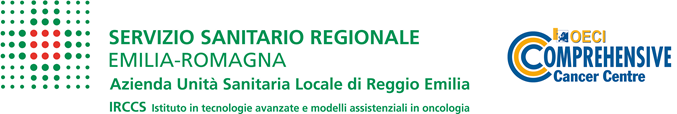 SERVIZIO SANITARIO REGIONALE
EMILIA-ROMAGNA
Azienda Unità Sanitaria Locale di Reggio Emilia
IRCCS Istituto in tecnologie avanzate e modelli assistenziali in oncologia
OECI
COMPREHENSIVE
Cancer Centre